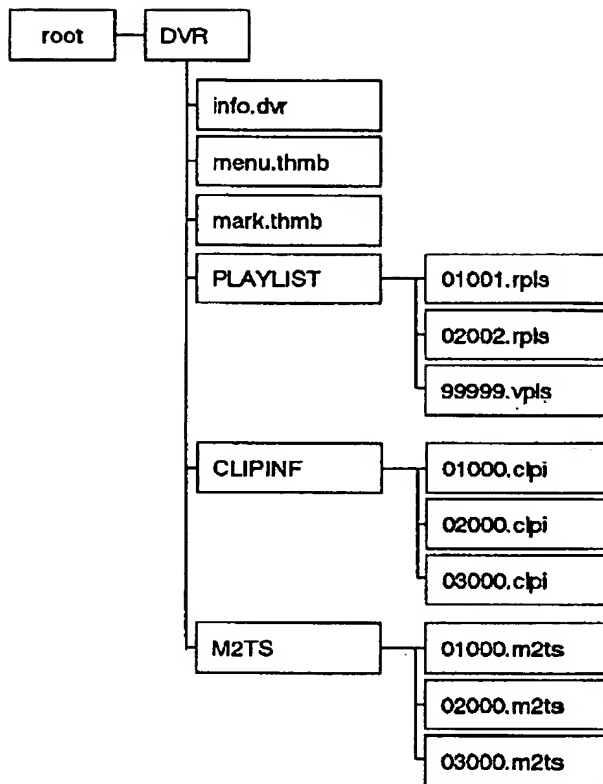 root DVR
info.dvr
menu.thmb
mark.thmb
PLAYLIST 01001.rpls
02002.rpls
99999.vpls
CLIPINF 01000.clpi
02000.clpi
03000.clpi
M2TS 01000.m2ts
02000.m2ts
03000.m2ts